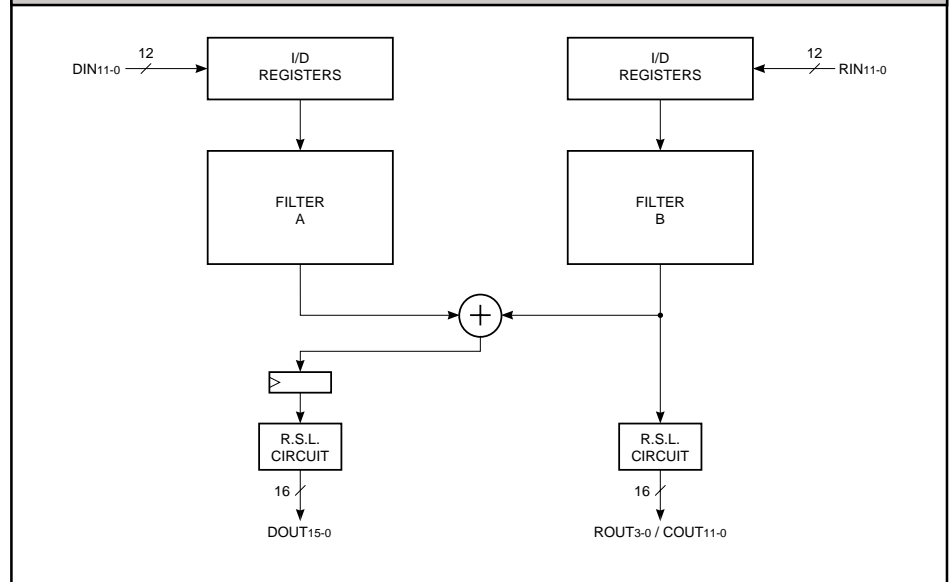 12
DIN11-0
I/D
REGISTERS
I/D
REGISTERS
12
RIN11-0
FILTER
A
FILTER
B
+
R.S.L.
CIRCUIT
R.S.L.
CIRCUIT
16
16
DOUT15-0
ROUT3-0 / COUT11-0